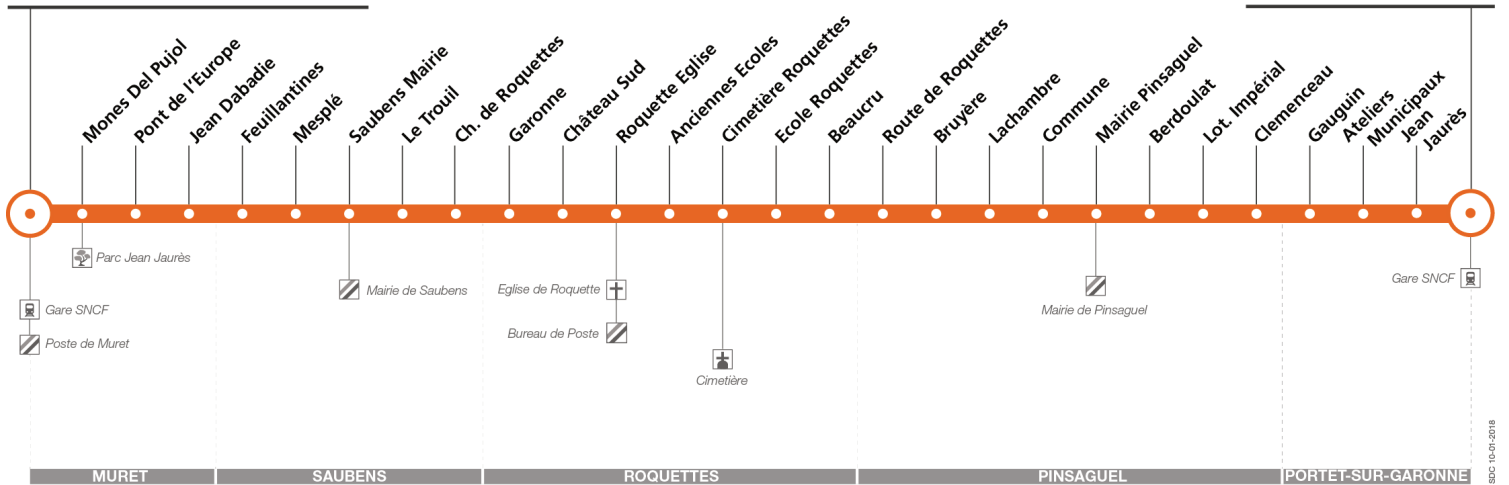 Mones Del Pujol
Pont de l'Europe
Jean Dabadie
Feuillantines
Mesplé
Saubens Mairie
Le Trouil
Ch. de Roquettes
Garonne
Château Sud
Roquette Eglise
Anciennes Ecoles
Cimetière Roquettes
Ecole Roquettes
Beaucru
Route de Roquettes
Bruyère
Lachambre
Commune
Mairie Pinsaguel
Berdoulat
Lot. Impérial
Clemenceau
Gauguin
Ateliers
Municipaux
Jean
Jaurès
Parc Jean Jaurès
Gare SNCF
Poste de Muret
Mairie de Saubens
Eglise de Roquette
Bureau de Poste
Cimetière
Mairie de Pinsaguel
Gare SNCF
MURET
SAUBENS
ROQUETTES
PINSAGUEL
PORTET-SUR-GARONNE
SDC 10-01-2018